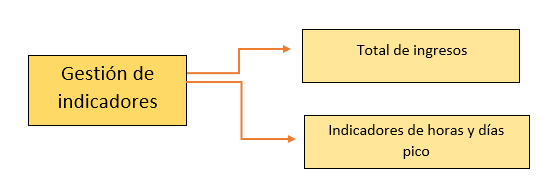 Gestión de
indicadores
Total de ingresos
Indicadores de horas y días
pico